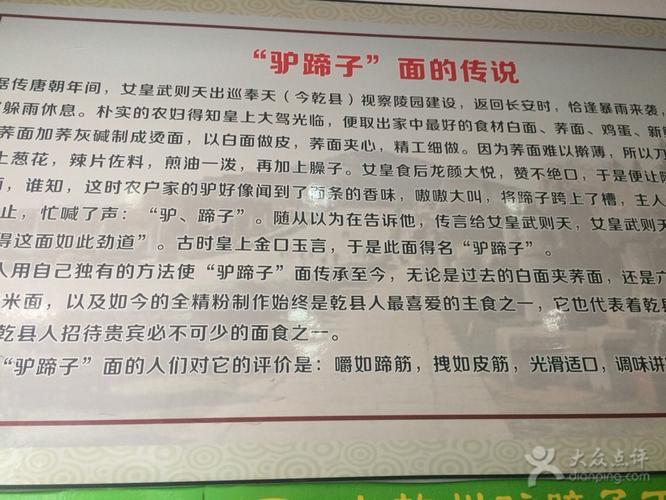 “驴蹄子”面的传说
据传唐朝年间，女皇武则天出巡奉天（今乾县）视察陵园建设，返回长安时，恰逢暴雨来袭，
躲雨休息。朴实的农妇得知皇上大驾光临，便取出家中最好的食材白面、荞面、鸡蛋、新
荞面加荞灰碱制成烫面，以白面做皮，荞面夹心，精工细做。因为荞面难以擀薄，所以刀
上葱花，辣片佐料，煎油一泼，再加上臊子。女皇食后龙颜大悦，赞不绝口，于是便让随
，谁知，这时农户家的驴好像闻到了面条的香味，嗷嗷大叫，将蹄子跨上了槽，主人
止，忙喊了声：“驴、蹄子”。随从以为在告诉他，传言给女皇武则天，女皇武则天
得这面如此劲道”。古时皇上金口玉言，于是此面得名“驴蹄子”。
人用自己独有的方法使“驴蹄子”面传承至今，无论是过去的白面夹荞面，还是六
米面，以及如今的全精粉制作始终是乾县人最喜爱的主食之一，它也代表着乾县
乾县人招待贵宾必不可少的面食之一。
“驴蹄子”面的人们对它的评价是：嚼如蹄筋，拽如皮筋，光滑适口，调味讲
大众点评
dianping.com